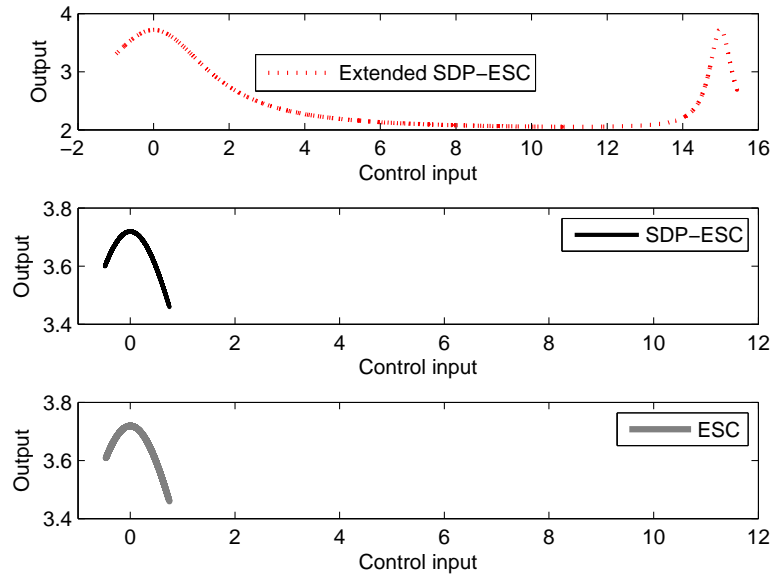 4
3
2
Output
Extended SDP−ESC
−2 0 2 4 6 8 10 12 14 16
Control input
3.8
3.6
3.4
Output
SDP−ESC
0 2 4 6 8 10 12
Control input
3.8
3.6
3.4
Output
ESC
0 2 4 6 8 10 12
Control input